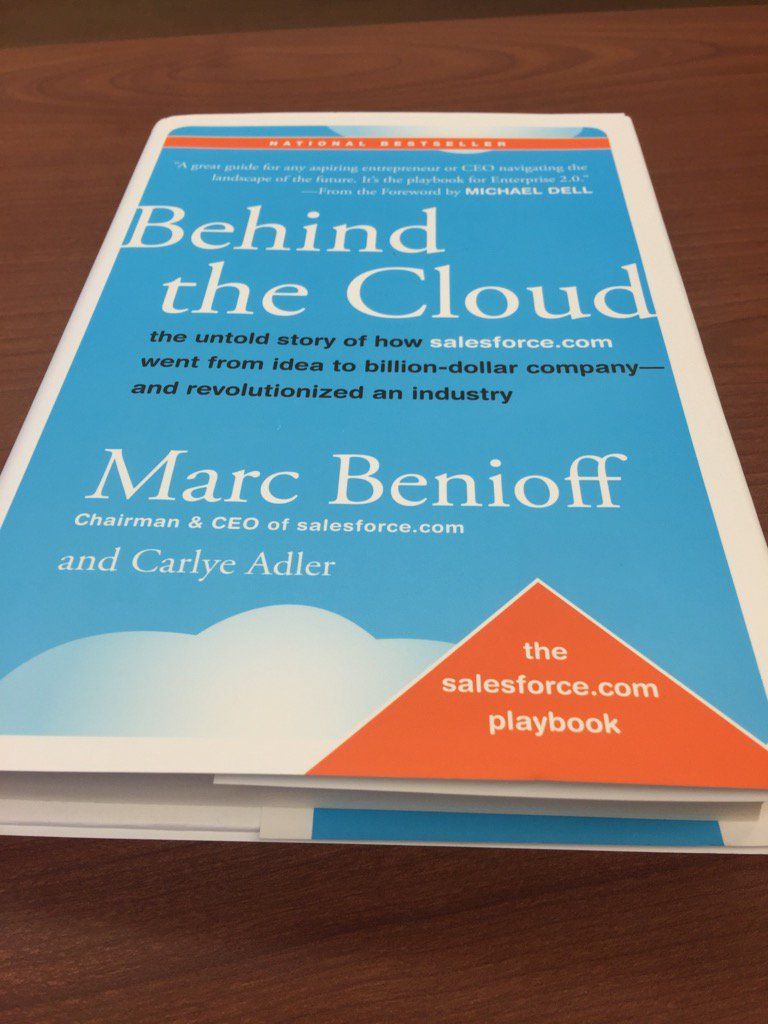 NATIONAL BESTSELLER
"A great guide for any aspiring entrepreneur or CEO navigating the
landscape of the future. It's the playbook for Enterprise 2.0."
—From the Foreword by MICHAEL DELL
Behind
the Cloud
the untold story of how salesforce.com
went from idea to billion-dollar company—
and revolutionized an industry
Marc Benioff
Chairman & CEO of salesforce.com
and Carlye Adler
the
salesforce.com
playbook